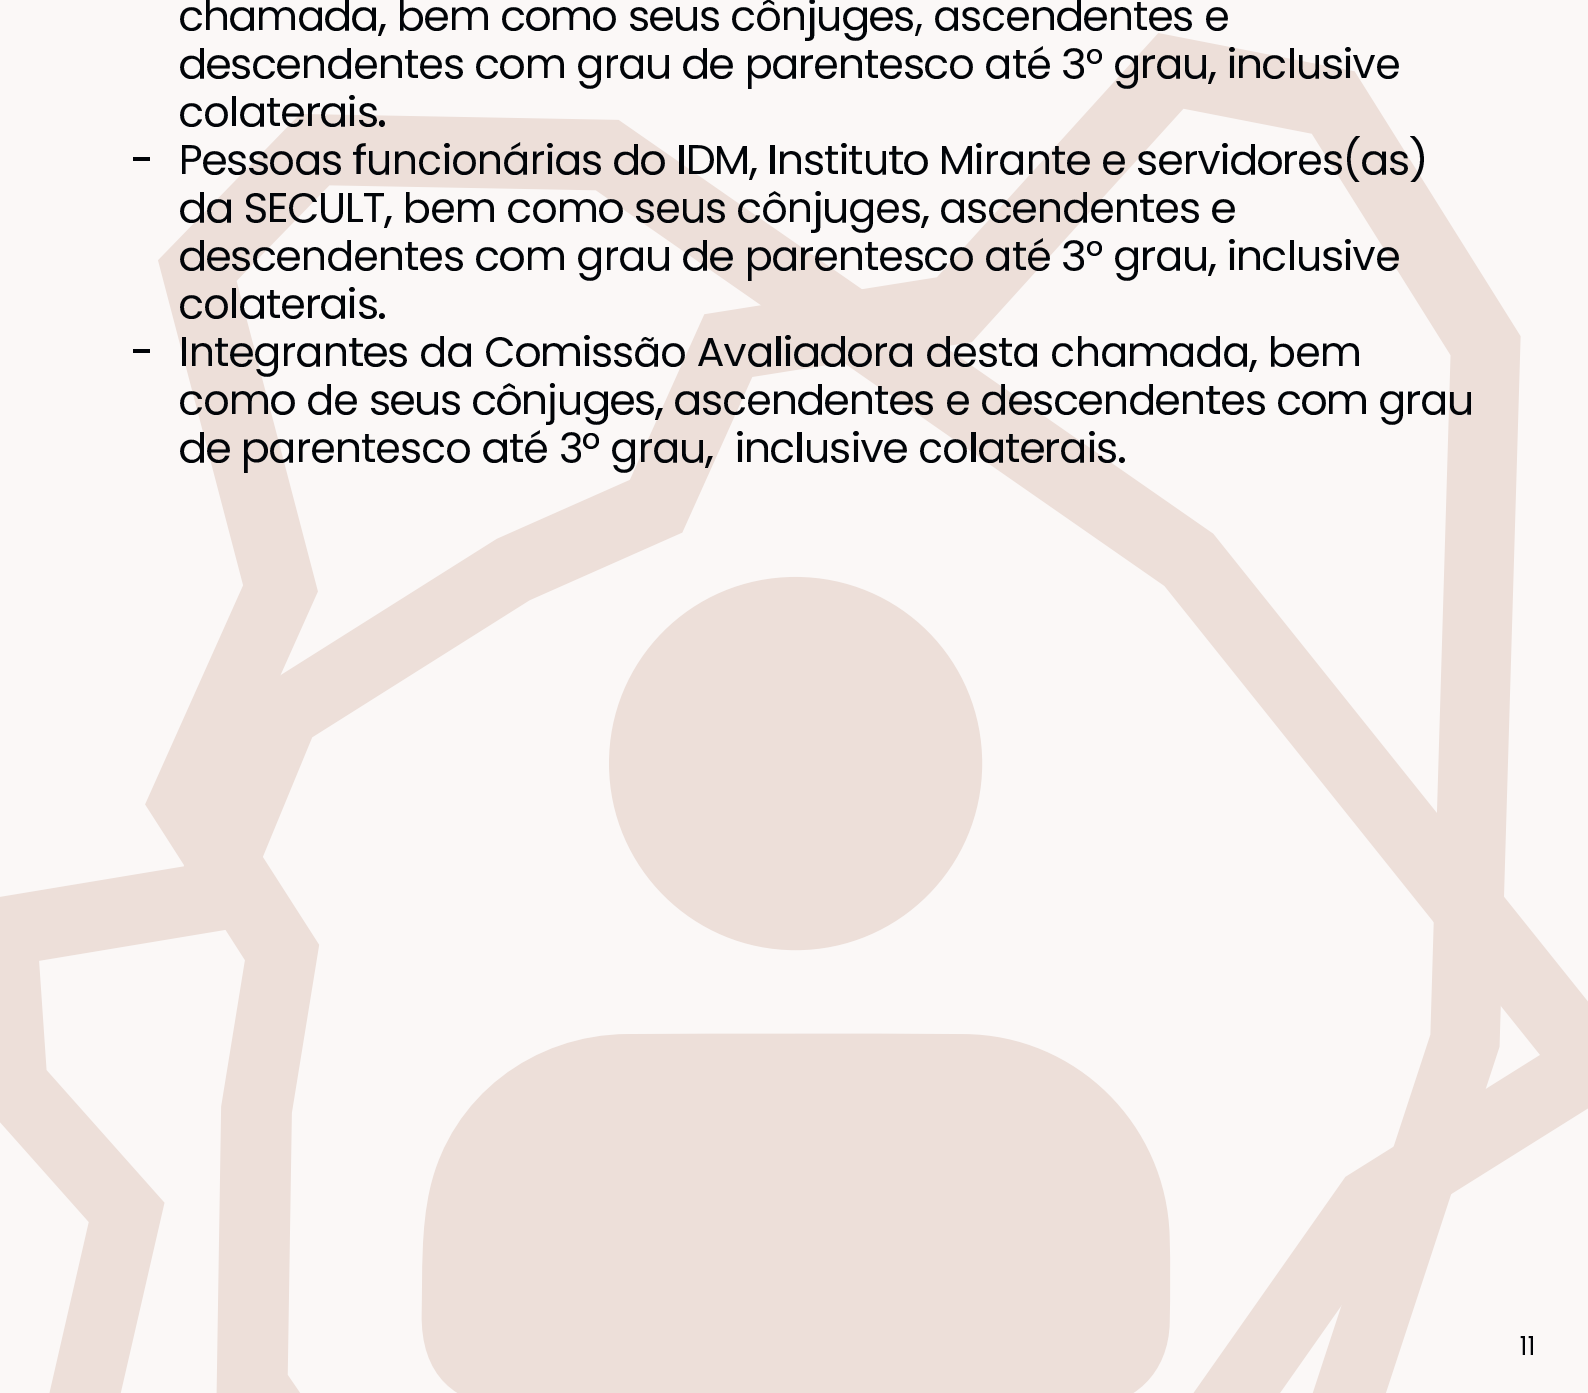 chamada, bem como seus cônjuges, ascendentes e
descendentes com grau de parentesco até 3º grau, inclusive
colaterais.
- Pessoas funcionárias do IDM, Instituto Mirante e servidores(as)
da SECULT, bem como seus cônjuges, ascendentes e
descendentes com grau de parentesco até 3º grau, inclusive
colaterais.
- Integrantes da Comissão Avaliadora desta chamada, bem
como de seus cônjuges, ascendentes e descendentes com grau
de parentesco até 3º grau,  inclusive colaterais.
11